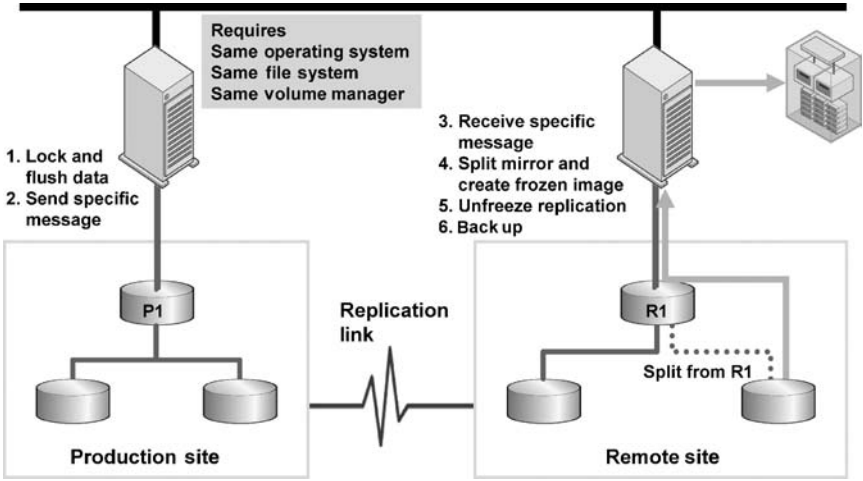 Requires
Same operating system
Same file system
Same volume manager
1. Lock and
flush data
2. Send specific
message
3. Receive specific
message
4. Split mirror and
create frozen image
5. Unfreeze replication
6. Back up
P1
Replication
link
R1
Split from R1
Production site
Remote site